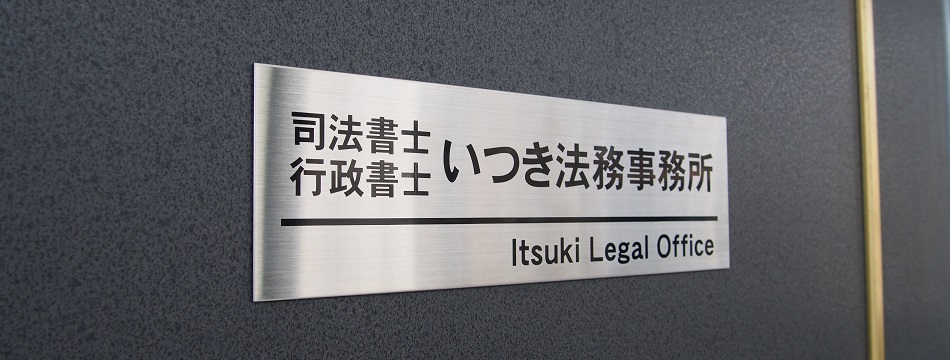 司法書士
行政書士
いつき法務事務所
Itsuki Legal Office